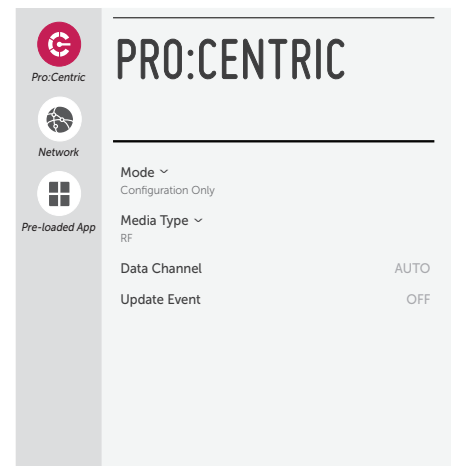 Pro:Centric
Network
Pre-loaded App
PRO:CENTRIC
Mode
Configuration Only
Media Type
RF
Data Channel AUTO
Update Event OFF